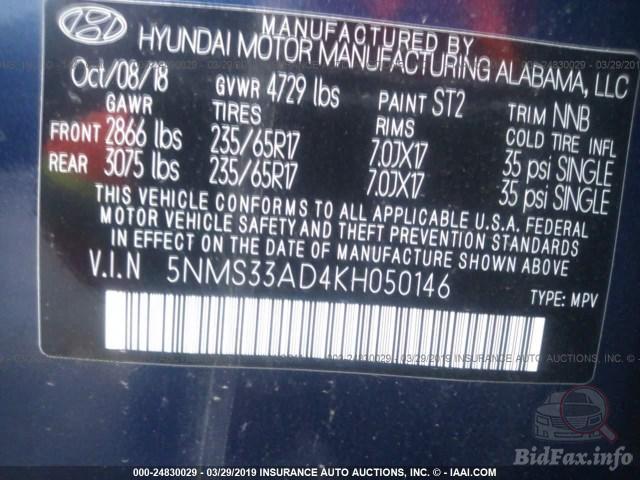 MANUFACTURED BY
HYUNDAI MOTOR MANUFACTURING ALABAMA, LLC
Oct/08/18 GVWR 4729 lbs PAINT ST2 TRIM NNB
GAWR TIRES RIMS COLD TIRE INFL
FRONT 2866 lbs 235/65R17 7.0JX17 35 psi SINGLE
REAR 3075 lbs 235/65R17 7.0JX17 35 psi SINGLE
THIS VEHICLE CONFORMS TO ALL APPLICABLE U.S.A. FEDERAL
MOTOR VEHICLE SAFETY AND THEFT PREVENTION STANDARDS
IN EFFECT ON THE DATE OF MANUFACTURE SHOWN ABOVE
V.I.N 5NMS33AD4KH050146
TYPE: MPV
000-24830029 - 03/29/2019 INSURANCE AUTO AUCTIONS, CORP. © - IAAI.COM
BidFax.info